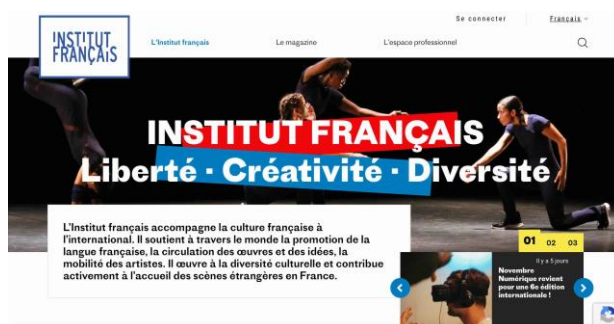 Se connecter
Français
INSTITUT
FRANÇAIS
L'Institut français
Le magazine
L'espace professionnel
INSTITUT FRANÇAIS
Liberté · Créativité · Diversité
L'Institut français accompagne la culture française à
l'international. Il soutient à travers le monde la promotion de la
langue française, la circulation des œuvres et des idées, la
mobilité des artistes. Il œuvre à la diversité culturelle et contribue
activement à l'accueil des scènes étrangères en France.
01 02 03
Il y a 5 jours
Novembre
Numérique revient
pour une 6e édition
internationale !